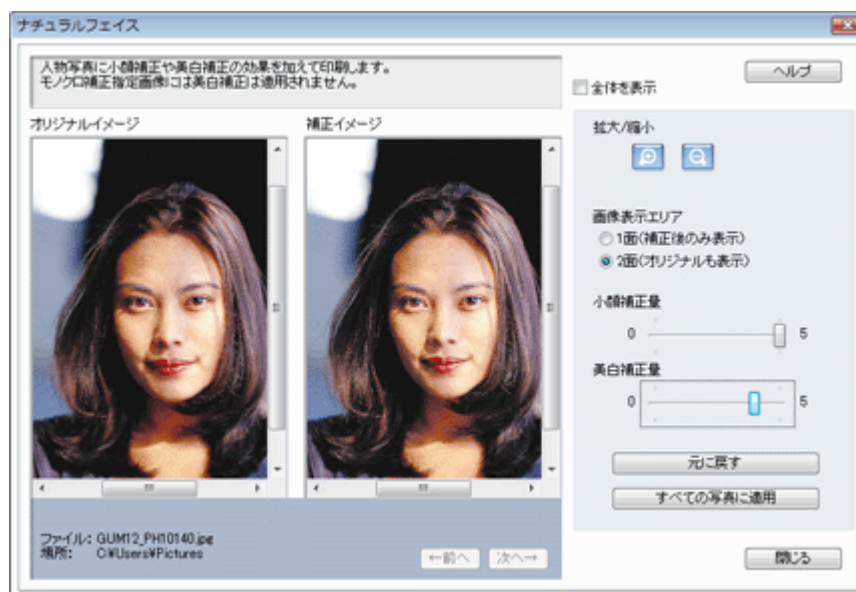 ナチュラルフェイス
人物写真に小顔補正や美白補正の効果を加えて印刷します。
モノクロ補正指定画像には美白補正は適用されません。
全体を表示
ヘルプ
オリジナルイメージ
補正イメージ
拡大/縮小
画像表示エリア
1面(補正後のみ表示)
2面(オリジナルも表示)
小顔補正量
0 5
美白補正量
0 5
元に戻す
すべての写真に適用
ファイル: GUM12_PH10140.jpg
場所: C:¥Users¥Pictures
←前へ 次へ→
閉じる